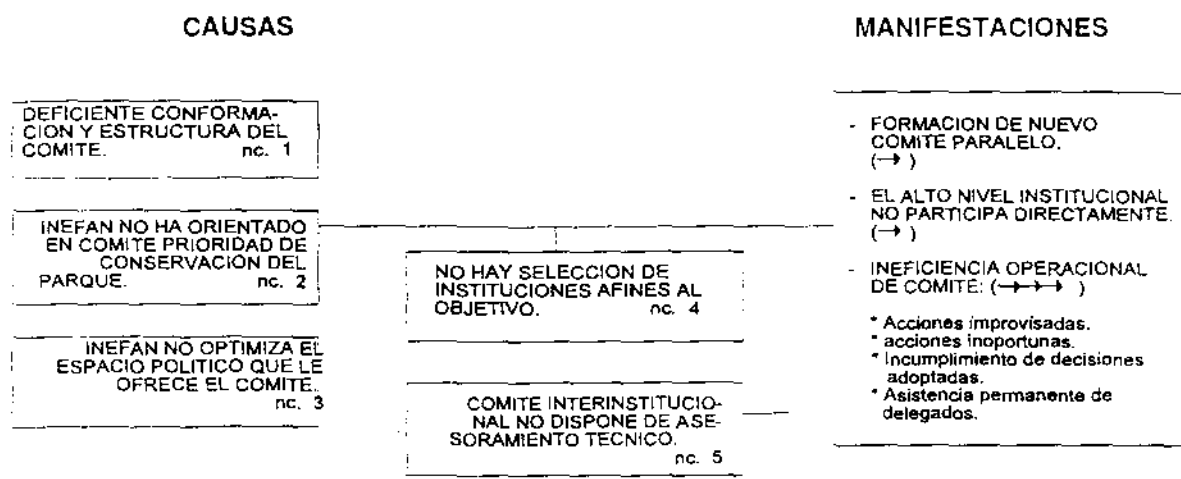 CAUSAS
MANIFESTACIONES
DEFICIENTE CONFORMA-
CION Y ESTRUCTURA DEL
COMITE. nc. 1
INEFAN NO HA ORIENTADO
EN COMITE PRIORIDAD DE
CONSERVACION DEL
PARQUE. nc. 2
INEFAN NO OPTIMIZA EL
ESPACIO POLITICO QUE LE
OFRECE EL COMITE.
nc. 3
NO HAY SELECCION DE
INSTITUCIONES AFINES AL
OBJETIVO. nc. 4
COMITE INTERINSTITUCIO-
NAL NO DISPONE DE ASE-
SORAMIENTO TECNICO.
nc. 5
- FORMACION DE NUEVO
COMITE PARALELO.
(→ )
- EL ALTO NIVEL INSTITUCIONAL
NO PARTICIPA DIRECTAMENTE.
(→ )
- INEFICIENCIA OPERACIONAL
DE COMITE: (→→→ )
* Acciones improvisadas.
* acciones inoportunas.
* Incumplimiento de decisiones
adoptadas.
* Asistencia permanente de
delegados.